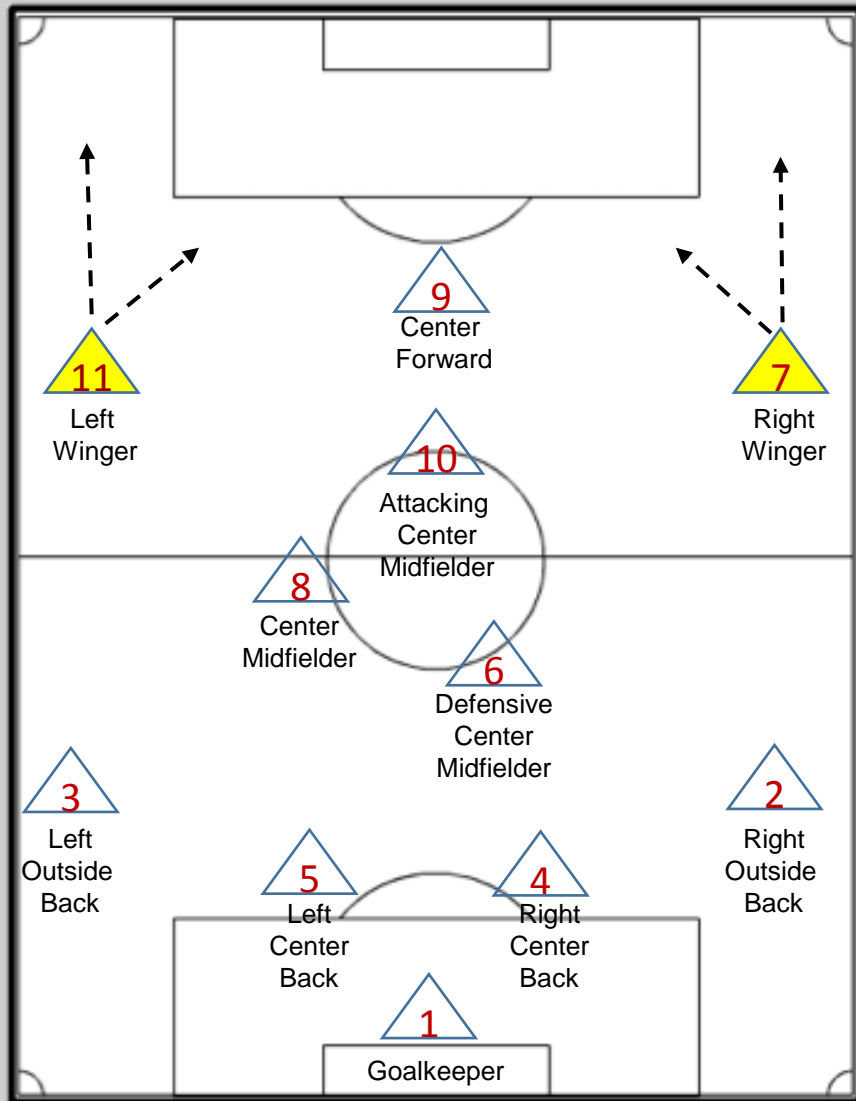 9
Center
Forward
11
Left
Winger
7
Right
Winger
10
Attacking
Center
Midfielder
8
Center
Midfielder
6
Defensive
Center
Midfielder
3
Left
Outside
Back
2
Right
Outside
Back
5
Left
Center
Back
4
Right
Center
Back
1
Goalkeeper